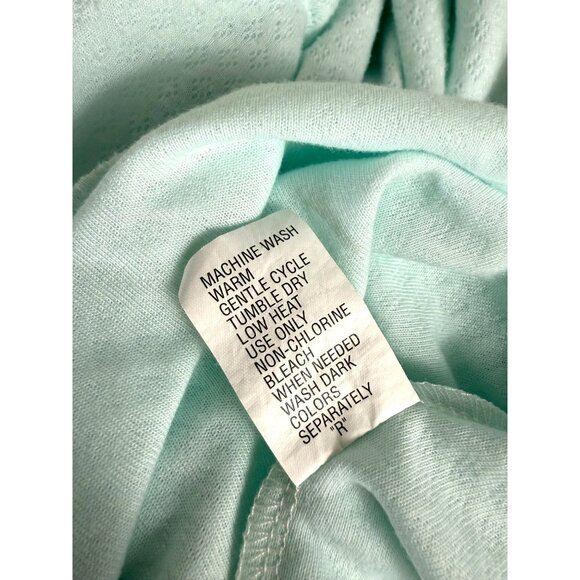 MACHINE WASH
WARM
GENTLE CYCLE
TUMBLE DRY
LOW HEAT
USE ONLY
NON-CHLORINE
BLEACH
WHEN NEEDED
WASH DARK
COLORS
SEPARATELY
"R"